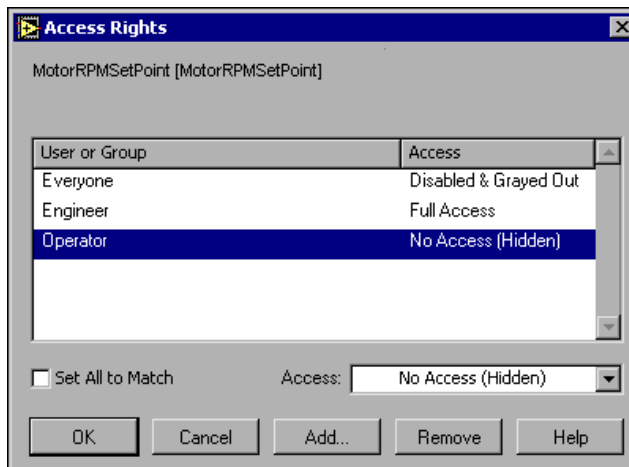 Access Rights
MotorRPMSetPoint [MotorRPMSetPoint]
User or Group Access
Everyone Disabled & Grayed Out
Engineer Full Access
Operator No Access (Hidden)
Set All to Match Access: No Access (Hidden)
OK Cancel Add... Remove Help